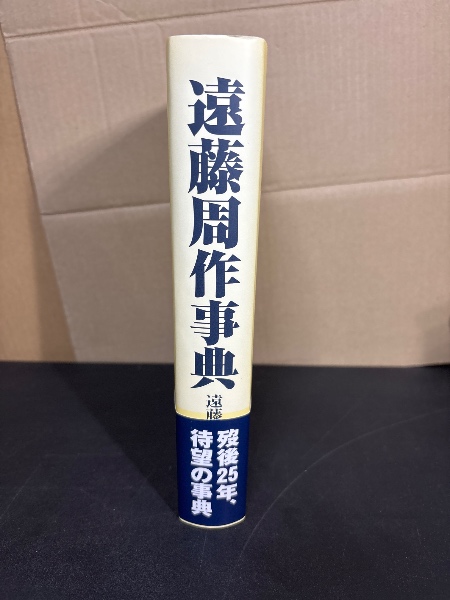 遠藤周作事典
遠藤
歿後25年、
待望の事典